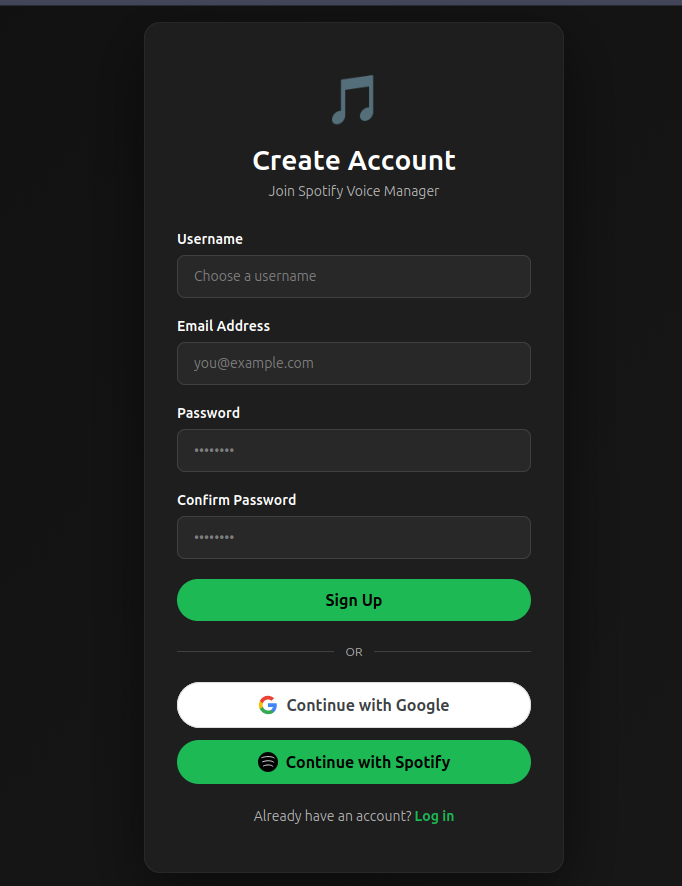 Create Account
Join Spotify Voice Manager
Username
Choose a username
Email Address
you@example.com
Password
••••••••
Confirm Password
••••••••
Sign Up
OR
Continue with Google
Continue with Spotify
Already have an account? Log in